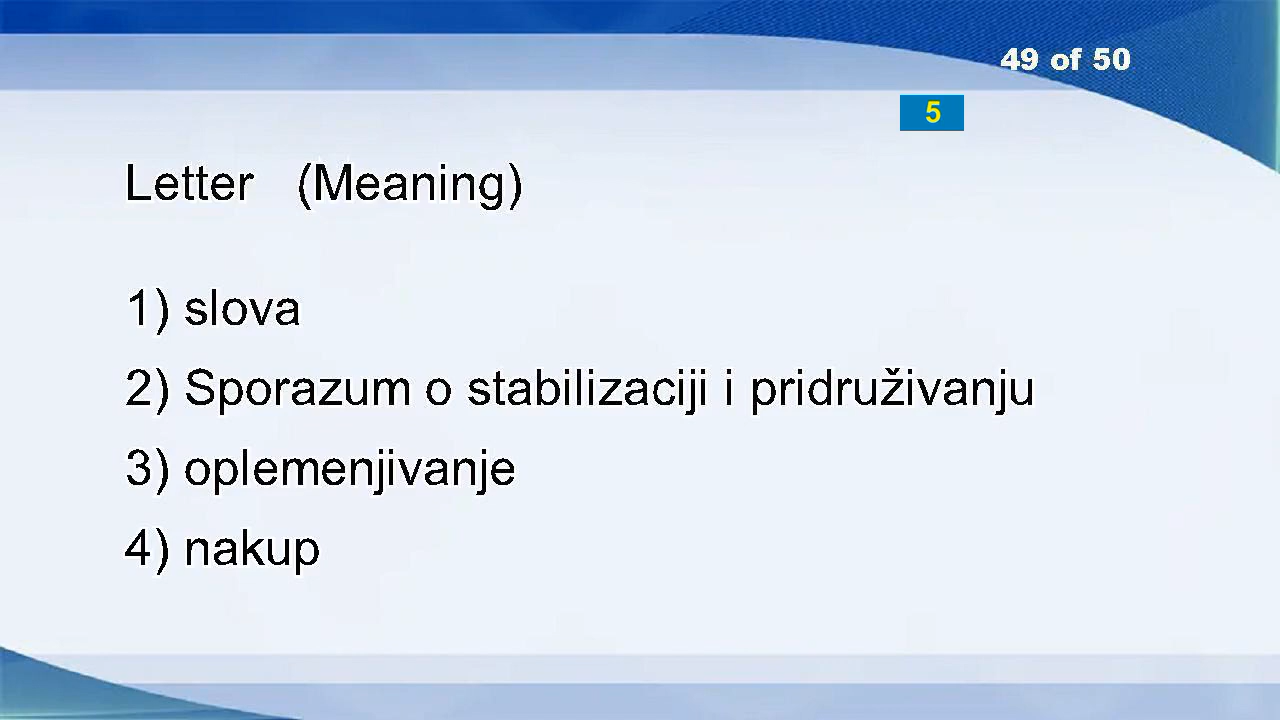 49 of 50
5
Letter (Meaning)
1) slova
2) Sporazum o stabilizaciji i pridruživanju
3) oplemenjivanje
4) nakup